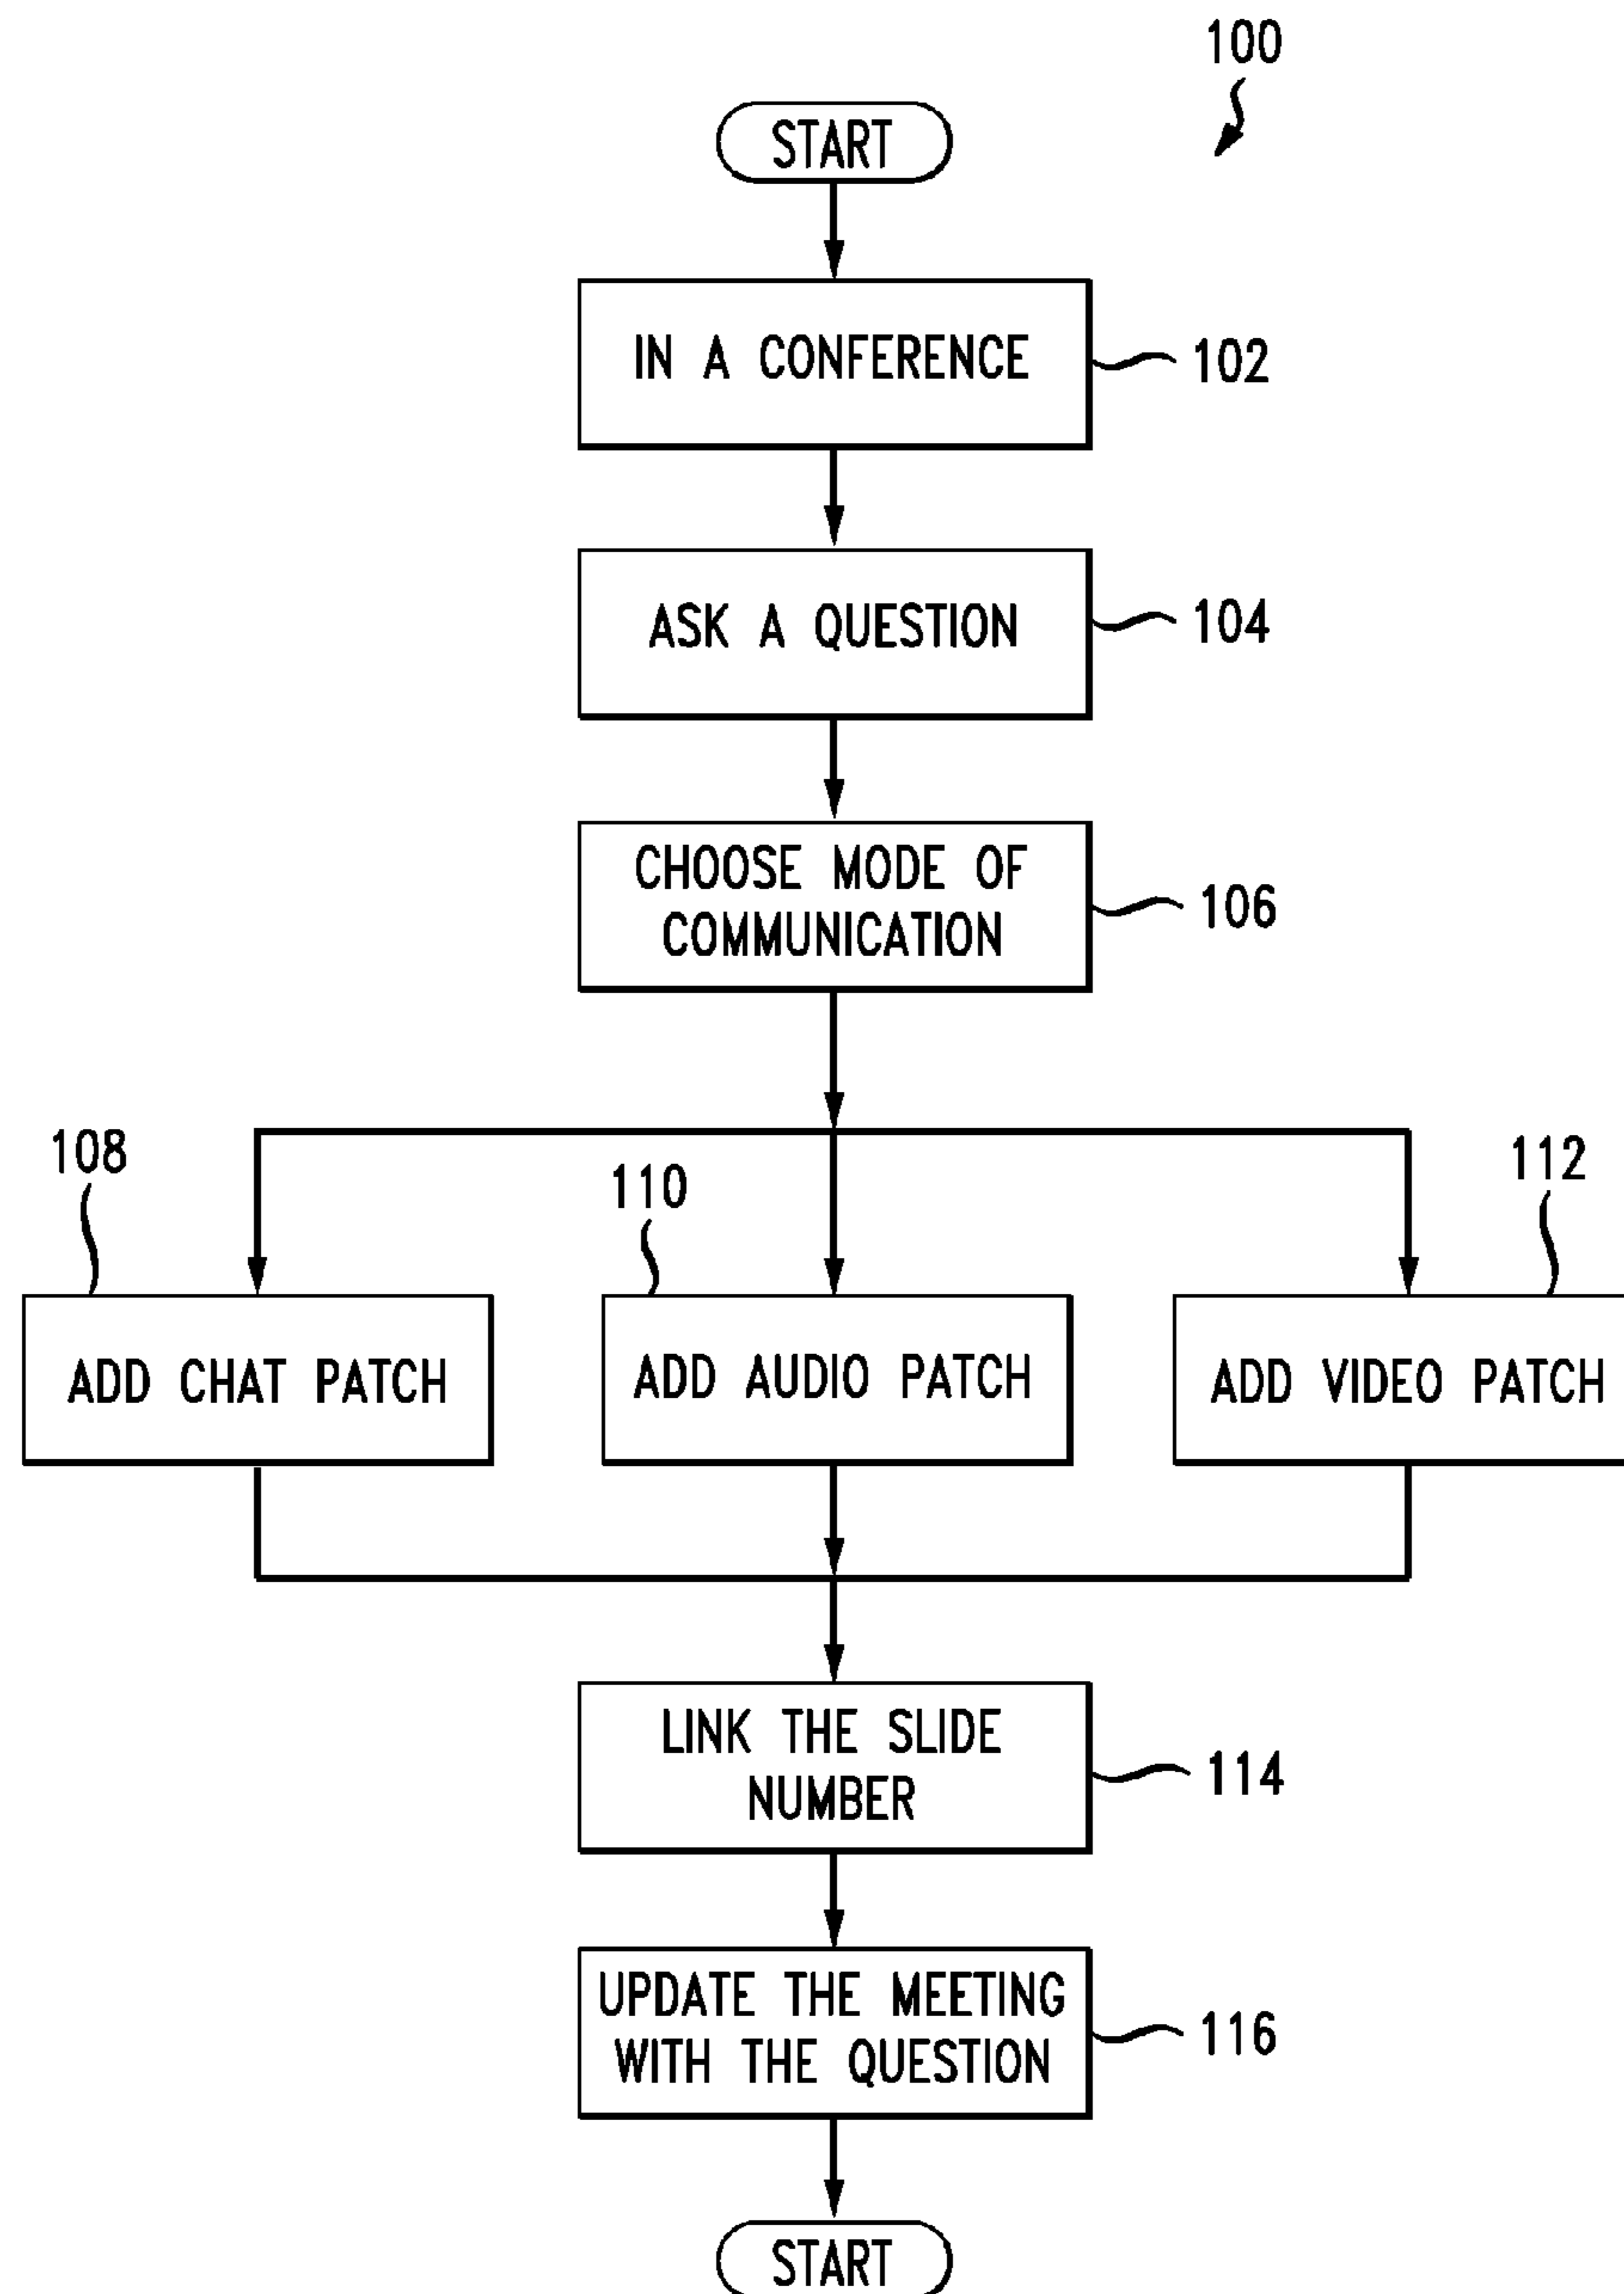 100
START
IN A CONFERENCE
102
ASK A QUESTION
104
CHOOSE MODE OF
COMMUNICATION
106
108
110
112
ADD CHAT PATCH
ADD AUDIO PATCH
ADD VIDEO PATCH
LINK THE SLIDE
NUMBER
114
UPDATE THE MEETING
WITH THE QUESTION
116
START